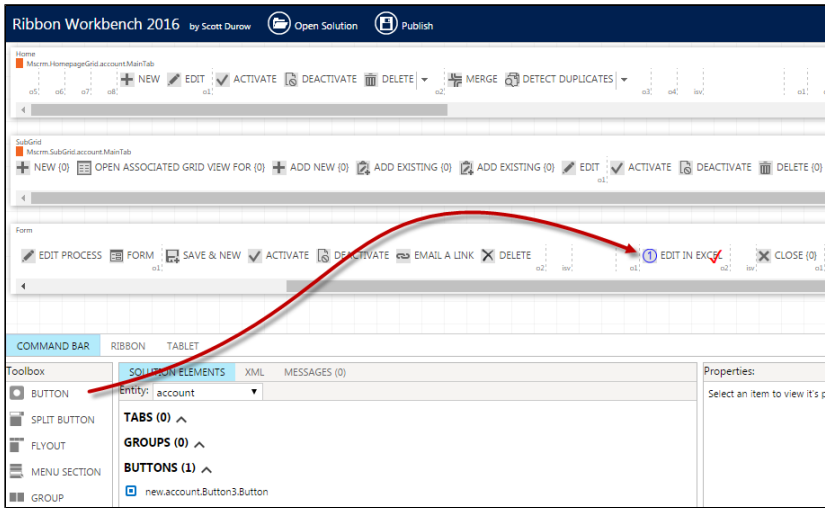 Ribbon Workbench 2016 by Scott Durow Open Solution Publish
Home
Mscrm.HomepageGrid.account.MainTab
NEW EDIT ACTIVATE DEACTIVATE DELETE MERGE DETECT DUPLICATES
o5 o6 o7 o8 o1 o2 o3 o4 isv o1
SubGrid
Mscrm.SubGrid.account.MainTab
NEW {0} OPEN ASSOCIATED GRID VIEW FOR {0} ADD NEW {0} ADD EXISTING {0} ADD EXISTING {0} EDIT ACTIVATE DEACTIVATE DELETE {0}
o1
Form
EDIT PROCESS FORM SAVE & NEW ACTIVATE DEACTIVATE EMAIL A LINK DELETE 1 EDIT IN EXCEL CLOSE {0}
o1 o2 isv o1 o2 isv o1
COMMAND BAR RIBBON TABLET
Toolbox SOLUTION ELEMENTS XML MESSAGES (0) Properties:
BUTTON Entity: account Select an item to view it's p
TABS (0)
SPLIT BUTTON
GROUPS (0)
FLYOUT
BUTTONS (1)
MENU SECTION
new.account.Button3.Button
GROUP